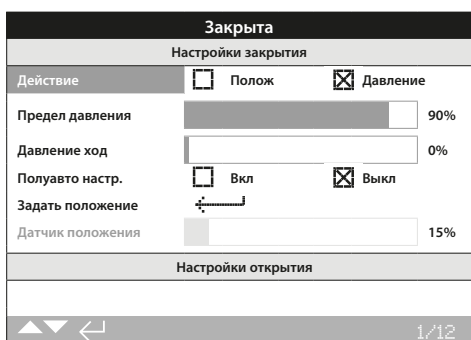 Закрыта
Настройки закрытия
Действие Полож Давление
Предел давления 90%
Давление ход 0%
Полуавто настр. Вкл Выкл
Задать положение
Датчик положения 15%
Настройки открытия
1/12